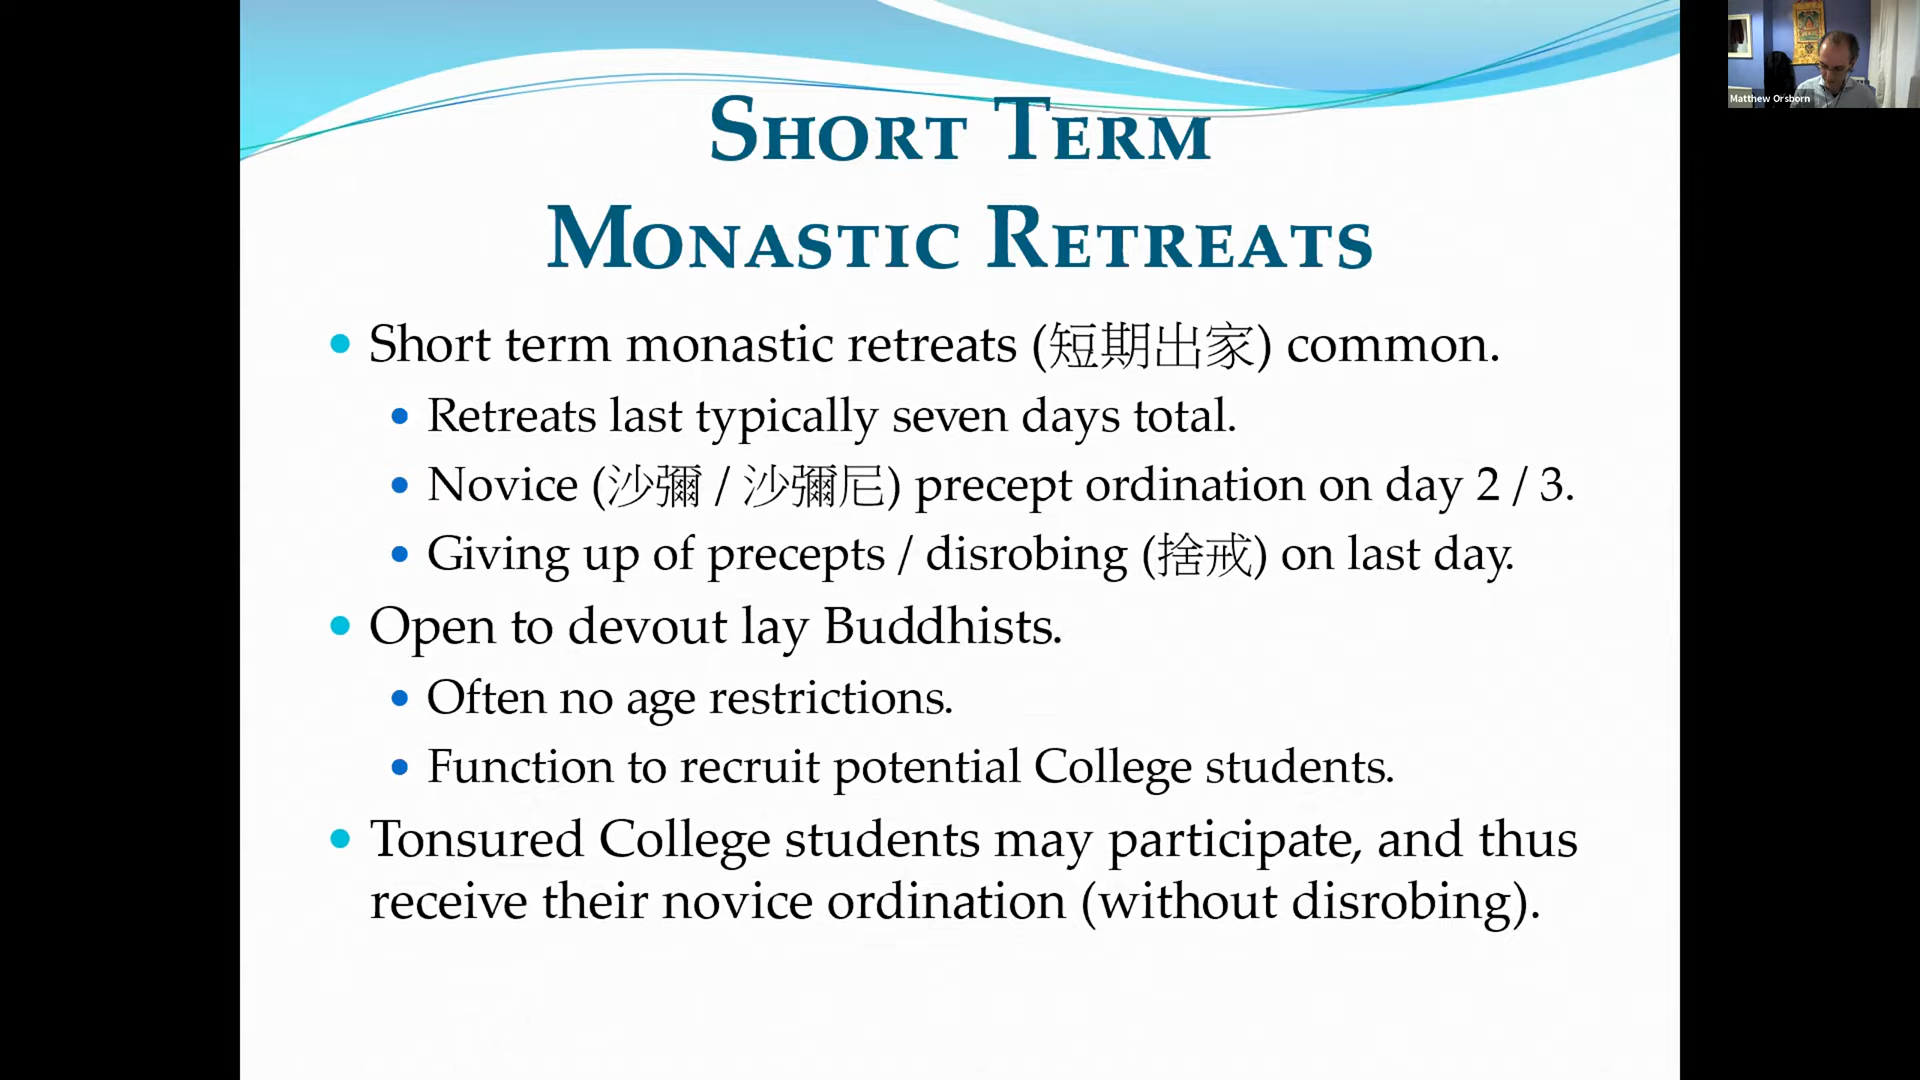 Short Term
Monastic Retreats
Short term monastic retreats (短期出家) common.
Retreats last typically seven days total.
Novice (沙彌 / 沙彌尼) precept ordination on day 2 / 3.
Giving up of precepts / disrobing (捨戒) on last day.
Open to devout lay Buddhists.
Often no age restrictions.
Function to recruit potential College students.
Tonsured College students may participate, and thus
receive their novice ordination (without disrobing).
Matthew Orsborn